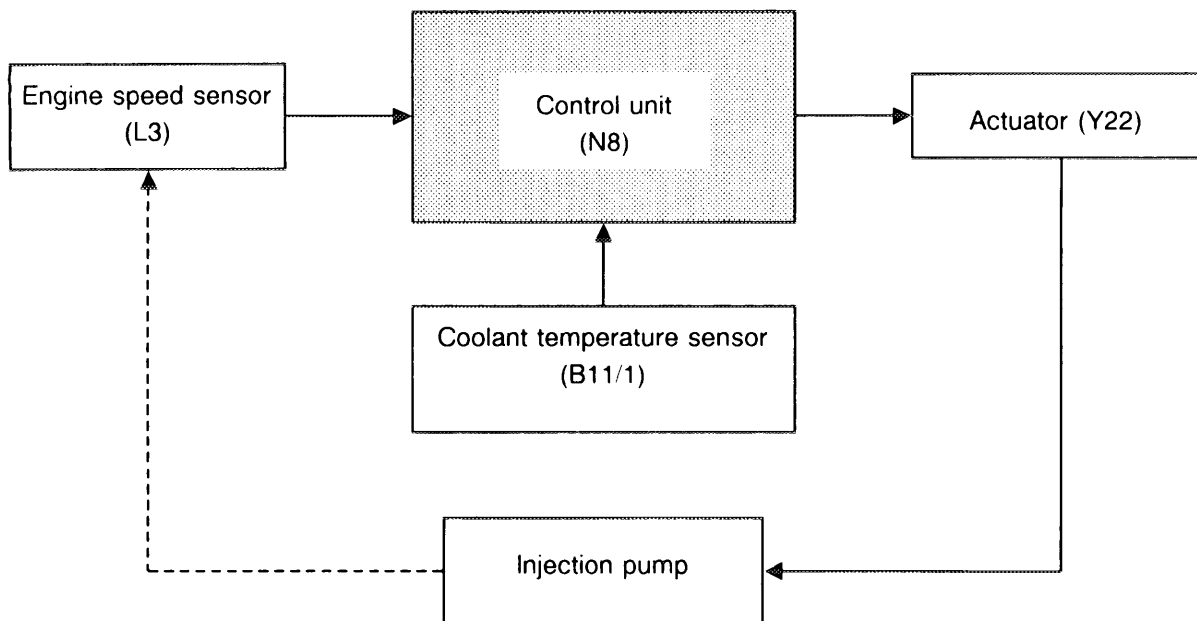 Engine speed sensor
(L3)
Control unit
(N8)
Actuator (Y22)
Coolant temperature sensor
(B11/1)
Injection pump